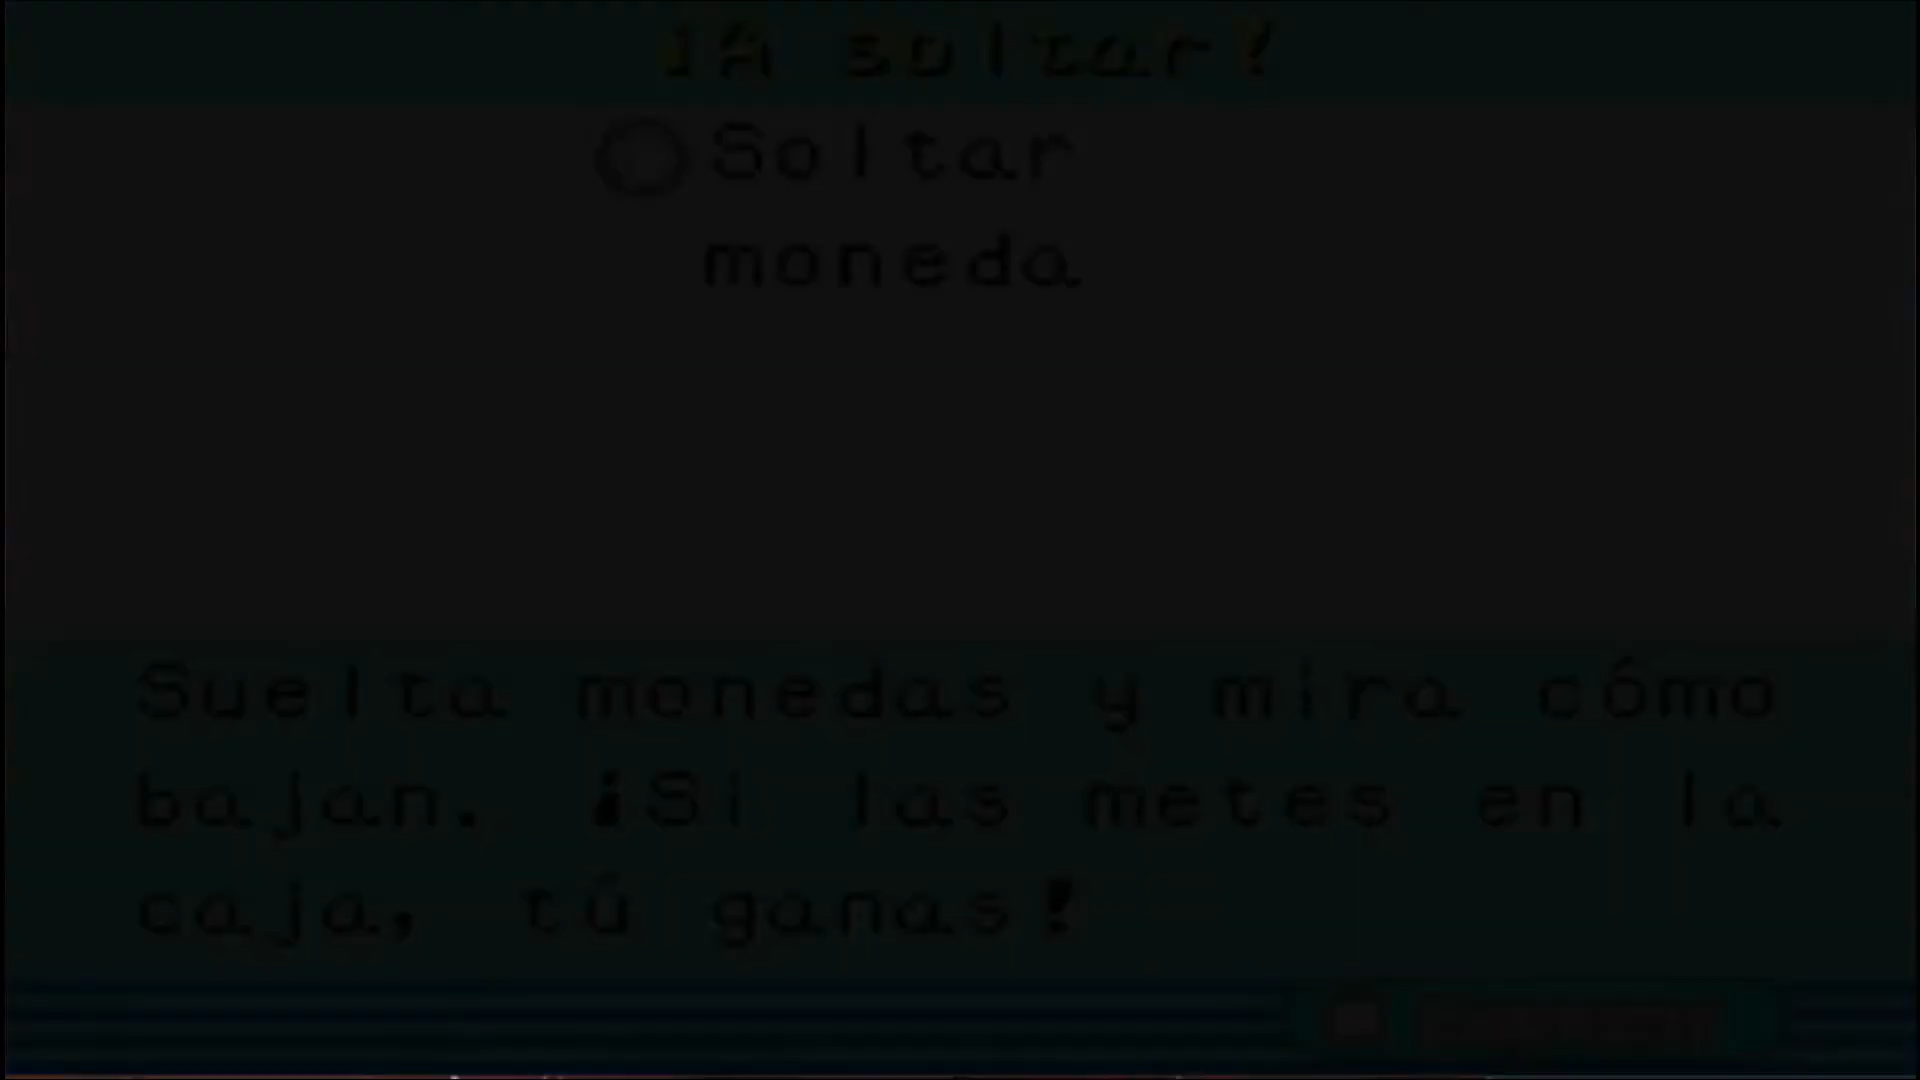 ¡A soltar!
Soltar
moneda
Suelta monedas y mira cómo
bajan. ¡Si las metes en la
caja, tú ganas!